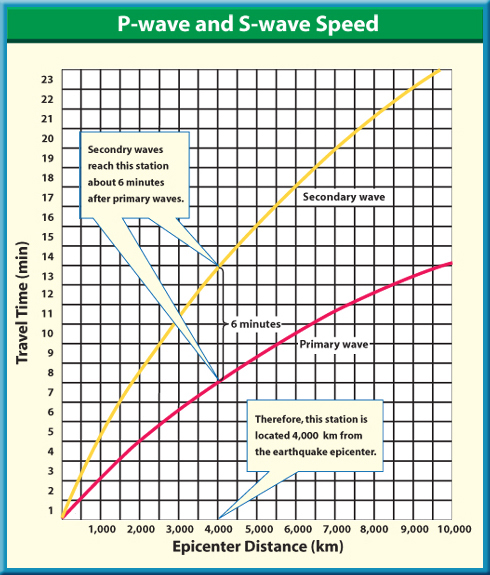 P-wave and S-wave Speed
Travel Time (min)
23
22
21
20
19
18
17
16
15
14
13
12
11
10
9
8
7
6
5
4
3
2
1
Secondry waves
reach this station
about 6 minutes
after primary waves.
Secondary wave
6 minutes
Primary wave
Therefore, this station is
located 4,000 km from
the earthquake epicenter.
1,000 2,000 3,000 4,000 5,000 6,000 7,000 8,000 9,000 10,000
Epicenter Distance (km)